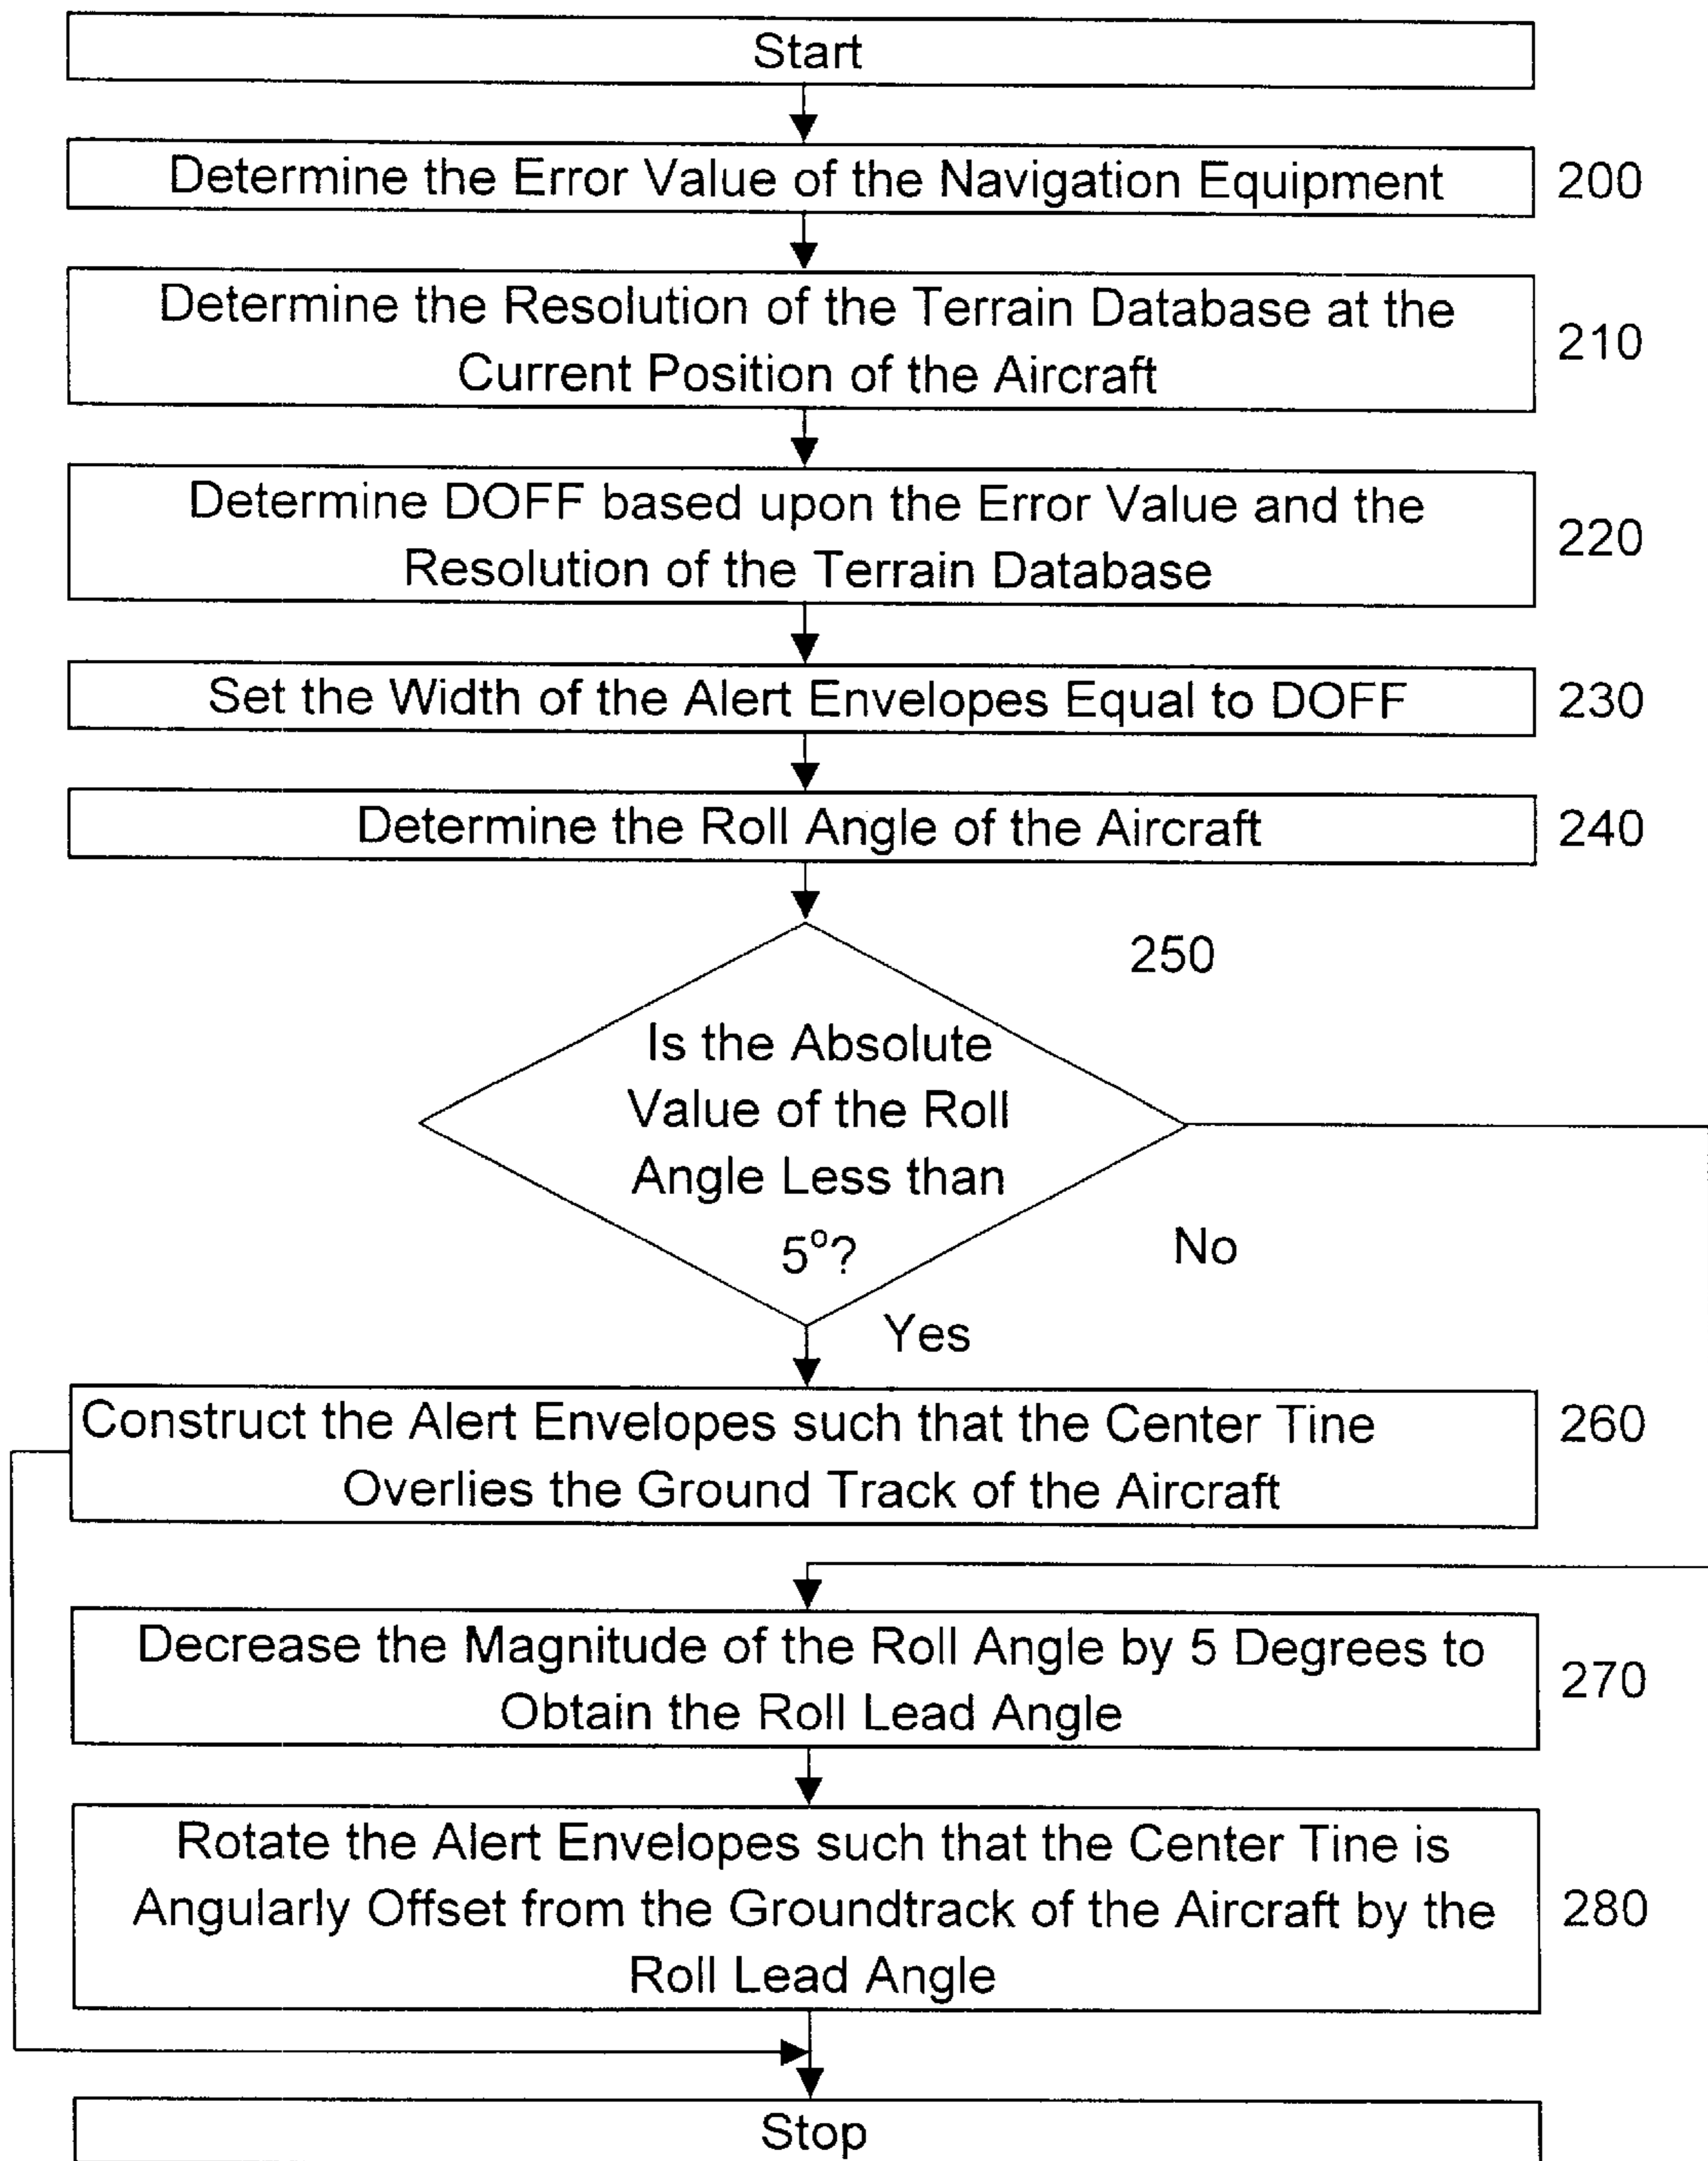 Start
Determine the Error Value of the Navigation Equipment
200
Determine the Resolution of the Terrain Database at the
Current Position of the Aircraft
210
Determine DOFF based upon the Error Value and the
Resolution of the Terrain Database
220
Set the Width of the Alert Envelopes Equal to DOFF
230
Determine the Roll Angle of the Aircraft
240
250
Is the Absolute
Value of the Roll
Angle Less than
5°?
No
Yes
Construct the Alert Envelopes such that the Center Tine
Overlies the Ground Track of the Aircraft
260
Decrease the Magnitude of the Roll Angle by 5 Degrees to
Obtain the Roll Lead Angle
270
Rotate the Alert Envelopes such that the Center Tine is
Angularly Offset from the Groundtrack of the Aircraft by the
Roll Lead Angle
280
Stop